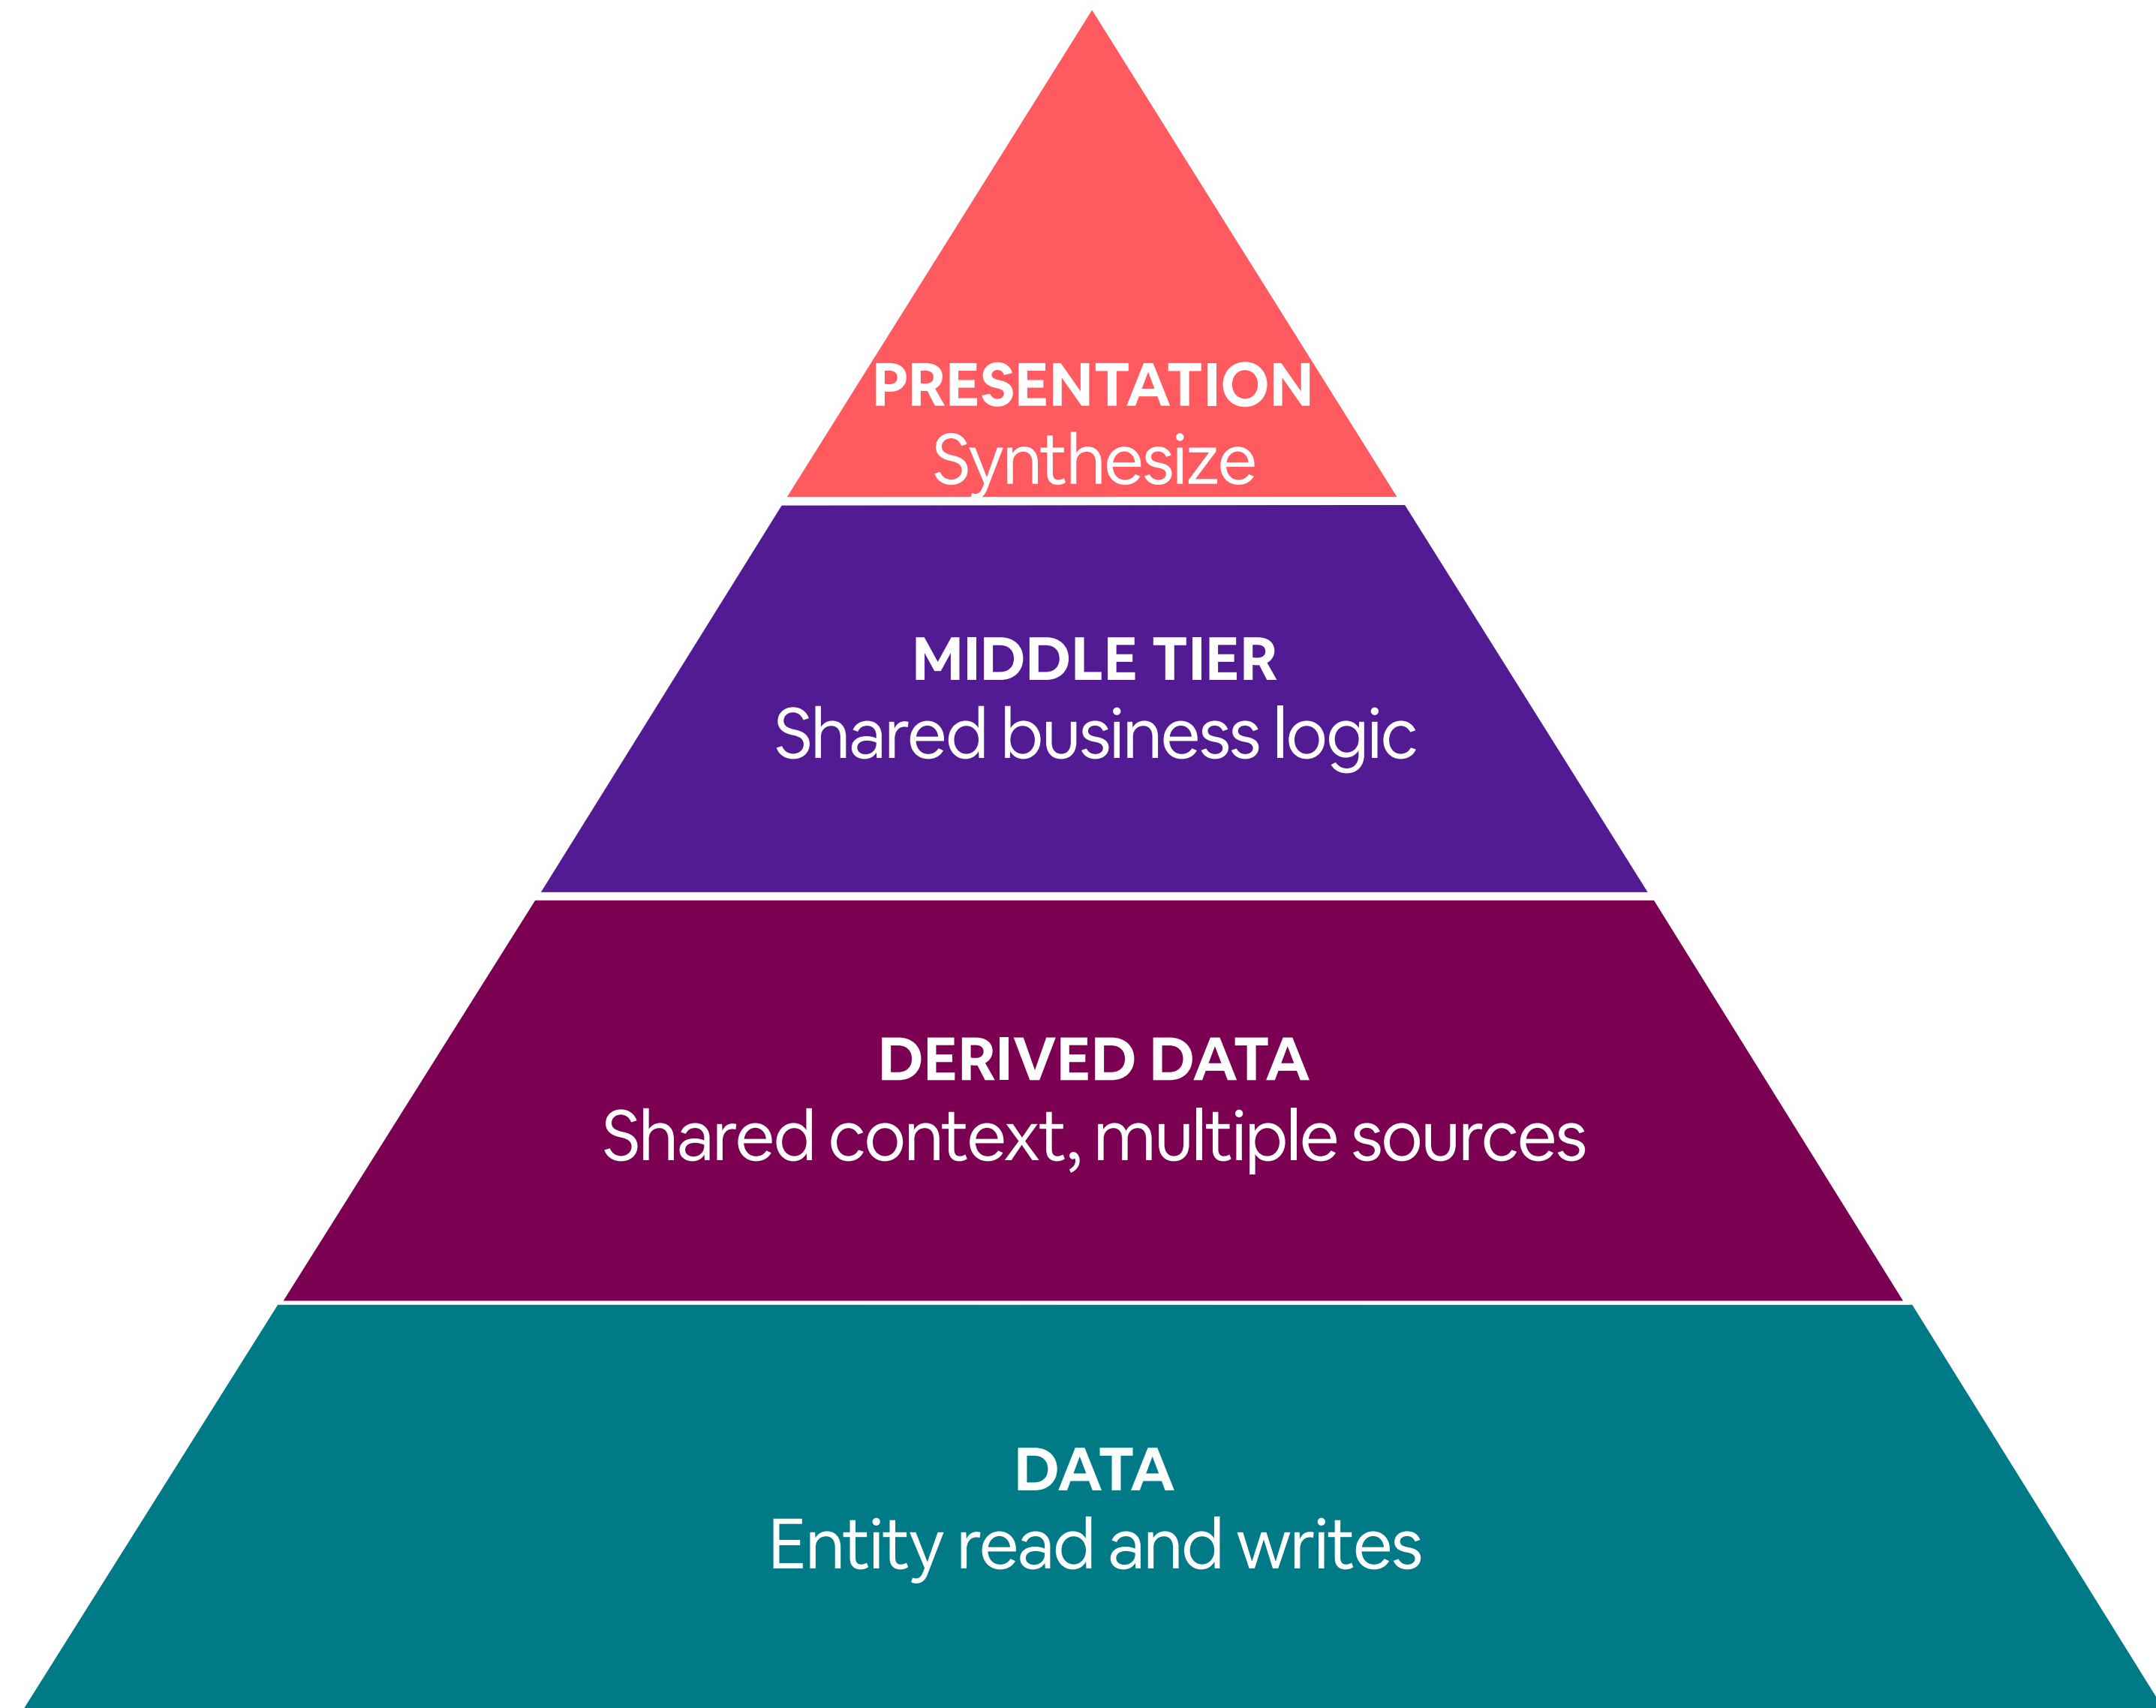 PRESENTATION
Synthesize
MIDDLE TIER
Shared business logic
DERIVED DATA
Shared context, multiple sources
DATA
Entity read and writes